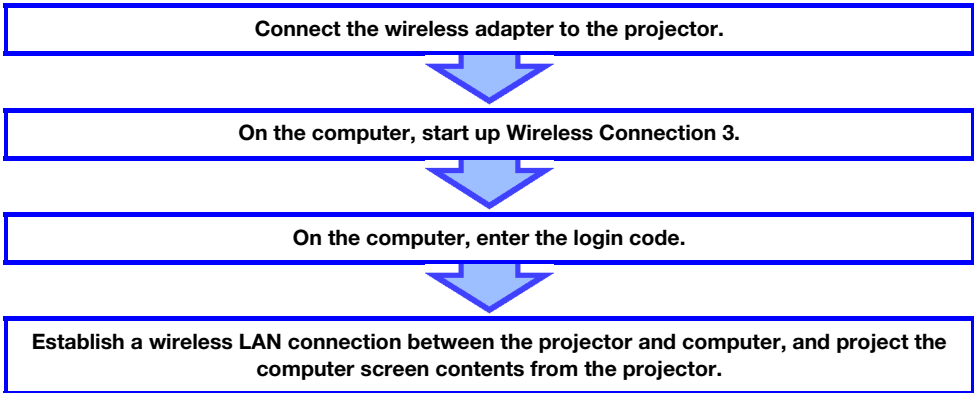 Connect the wireless adapter to the projector.
On the computer, start up Wireless Connection 3.
On the computer, enter the login code.
Establish a wireless LAN connection between the projector and computer, and project the
computer screen contents from the projector.